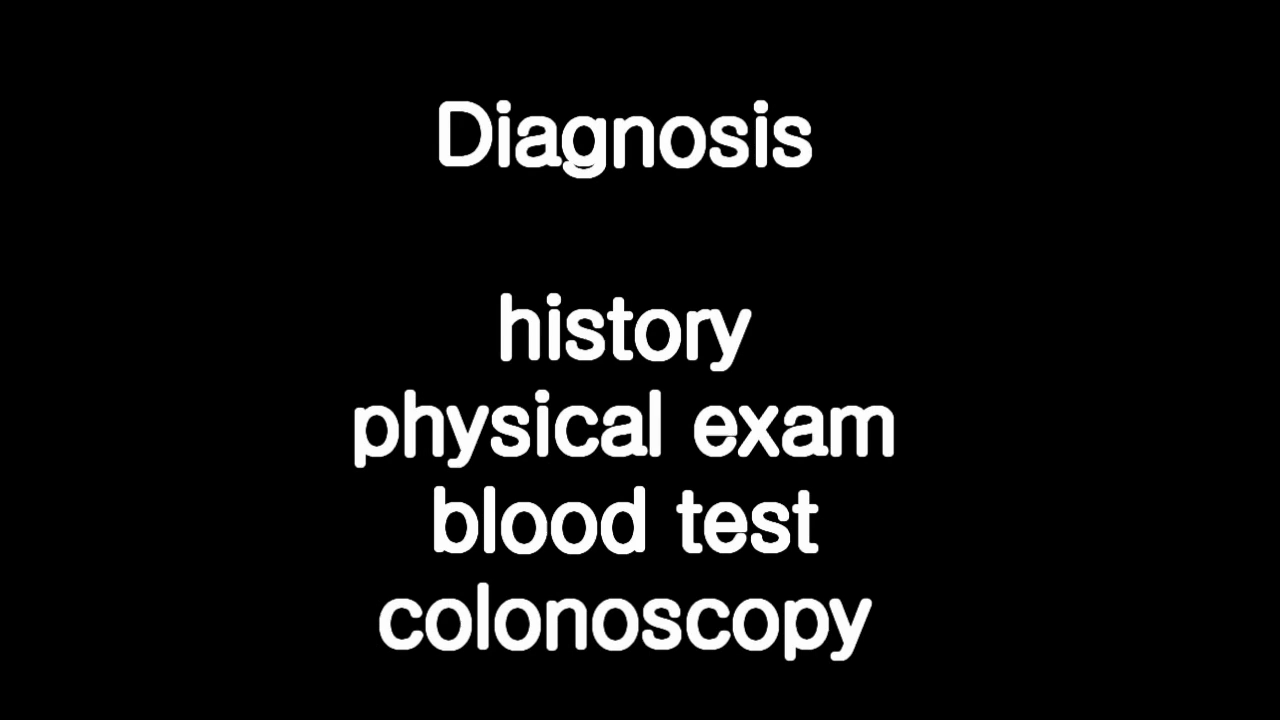 Diagnosis
history
physical exam
blood test
colonoscopy